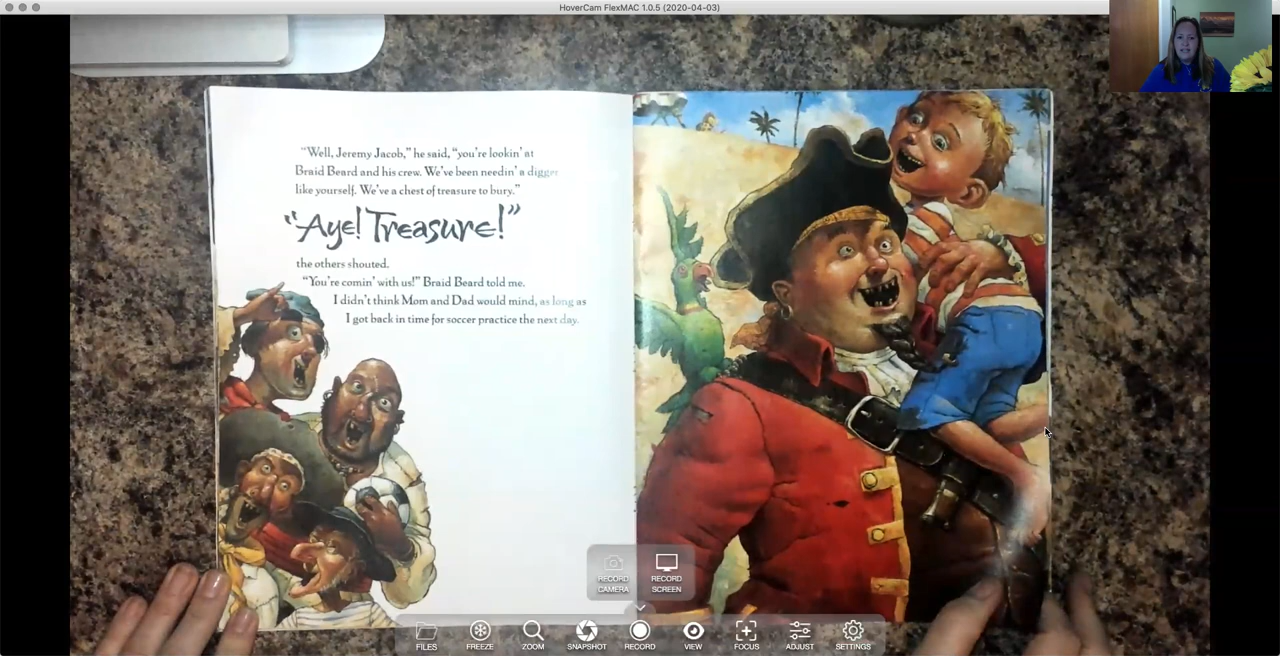 HoverCam FlexMAC 1.0.5 (2020-04-03)
“Well, Jeremy Jacob,” he said, “you’re lookin’ at
Braid Beard and his crew. We’ve been needin’ a digger
like yourself. We’ve a chest of treasure to bury.”
“Aye! Treasure!”
the others shouted.
“You’re comin’ with us!” Braid Beard told me.
I didn’t think Mom and Dad would mind, as long as
I got back in time for soccer practice the next day.
RECORD CAMERA
RECORD SCREEN
FILES
FREEZE
ZOOM
SNAPSHOT
RECORD
VIEW
FOCUS
ADJUST
SETTINGS